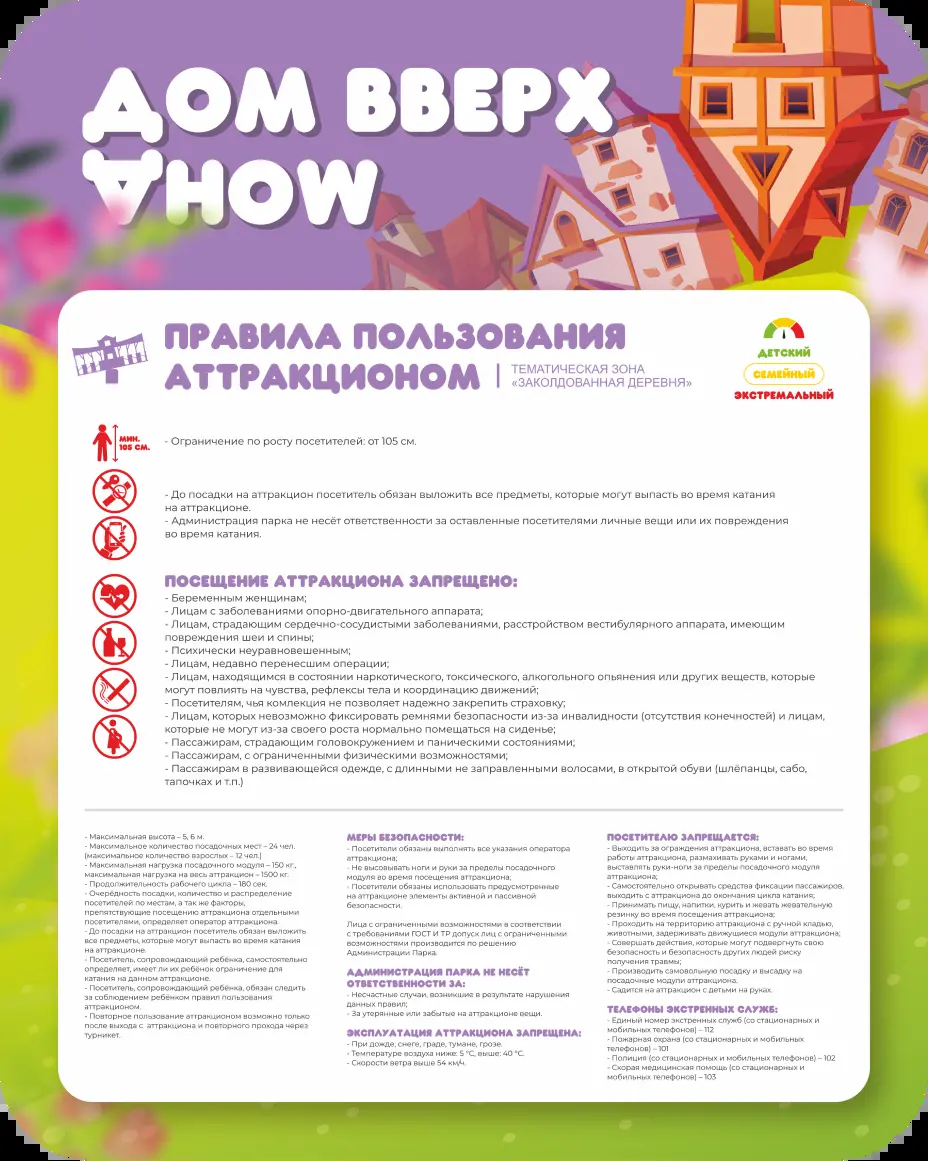 ДОМ ВВЕРХ
ДНОМ
ПРАВИЛА ПОЛЬЗОВАНИЯ
АТТРАКЦИОНОМ
ТЕМАТИЧЕСКАЯ ЗОНА
«ЗАКОЛДОВАННАЯ ДЕРЕВНЯ»
ДЕТСКИЙ
СЕМЕЙНЫЙ
ЭКСТРЕМАЛЬНЫЙ
МИН.
105 СМ.
- Ограничение по росту посетителей: от 105 см.
- До посадки на аттракцион посетитель обязан выложить все предметы, которые могут выпасть во время катания
на аттракционе.
- Администрация парка не несёт ответственности за оставленные посетителями личные вещи или их повреждения
во время катания.
ПОСЕЩЕНИЕ АТТРАКЦИОНА ЗАПРЕЩЕНО:
- Беременным женщинам;
- Лицам с заболеваниями опорно-двигательного аппарата;
- Лицам, страдающим сердечно-сосудистыми заболеваниями, расстройством вестибулярного аппарата, имеющим
повреждения шеи и спины;
- Психически неуравновешенным;
- Лицам, недавно перенесшим операции;
- Лицам, находящимся в состоянии наркотического, токсического, алкогольного опьянения или других веществ, которые
могут повлиять на чувства, рефлексы тела и координацию движений;
- Посетителям, чья комлекция не позволяет надежно закрепить страховку;
- Лицам, которых невозможно фиксировать ремнями безопасности из-за инвалидности (отсутствия конечностей) и лицам,
которые не могут из-за своего роста нормально помещаться на сиденье;
- Пассажирам, страдающим головокружением и паническими состояниями;
- Пассажирам, с ограниченными физическими возможностями;
- Пассажирам в развивающейся одежде, с длинными не заправленными волосами, в открытой обуви (шлёпанцы, сабо,
тапочках и т.п.)
- Максимальная высота – 5, 6 м.
- Максимальное количество посадочных мест – 24 чел.
(максимальное количество взрослых – 12 чел.)
- Максимальная нагрузка посадочного модуля – 150 кг.,
максимальная нагрузка на весь аттракцион – 1500 кг.
- Продолжительность рабочего цикла – 180 сек.
- Очерёдность посадки, количество и распределение
посетителей по местам, а так же факторы,
препятствующие посещению аттракциона отдельными
посетителями, определяет оператор аттракциона.
- До посадки на аттракцион посетитель обязан выложить
все предметы, которые могут выпасть во время катания
на аттракционе.
- Посетитель, сопровождающий ребёнка, самостоятельно
определяет, имеет ли их ребёнок ограничение для
катания на данном аттракционе.
- Посетитель, сопровождающий ребёнка, обязан следить
за соблюдением ребёнком правил пользования
аттракционом.
- Повторное пользование аттракционом возможно только
после выхода с аттракциона и повторного прохода через
турникет.
МЕРЫ БЕЗОПАСНОСТИ:
- Посетители обязаны выполнять все указания оператора
аттракциона;
- Не высовывать ноги и руки за пределы посадочного
модуля во время посещения аттракциона;
- Посетители обязаны использовать предусмотренные
на аттракционе элементы активной и пассивной
безопасности.
Лица с ограниченными возможностями в соответствии
с требованиями ГОСТ И ТР допуск лиц с ограниченными
возможностями производится по решению
Администрации Парка.
АДМИНИСТРАЦИЯ ПАРКА НЕ НЕСЁТ
ОТВЕТСТВЕННОСТИ ЗА:
- Несчастные случаи, возникшие в результате нарушения
данных правил;
- За утерянные или забытые на аттракционе вещи.
ЭКСПЛУАТАЦИЯ АТТРАКЦИОНА ЗАПРЕЩЕНА:
- При дожде, снеге, граде, тумане, грозе.
- Температуре воздуха ниже: 5 °С, выше: 40 °С.
- Скорости ветра выше 54 км/ч.
ПОСЕТИТЕЛЮ ЗАПРЕЩАЕТСЯ:
- Выходить за ограждения аттракциона, вставать во время
работы аттракциона, размахивать руками и ногами,
выставлять руки-ноги за пределы посадочного модуля
аттракциона;
- Самостоятельно открывать средства фиксации пассажиров,
выходить с аттракциона до окончания цикла катания;
- Принимать пищу, напитки, курить и жевать жевательную
резинку во время посещения аттракциона;
- Проходить на территорию аттракциона с ручной кладью,
животными, задерживать движущиеся модули аттракциона;
- Совершать действия, которые могут подвергнуть свою
безопасность и безопасность других людей риску
получения травмы;
- Производить самовольную посадку и высадку на
посадочные модули аттракциона.
- Садится на аттракцион с детьми на руках.
ТЕЛЕФОНЫ ЭКСТРЕННЫХ СЛУЖБ:
- Единый номер экстренных служб (со стационарных и
мобильных телефонов) – 112
- Пожарная охрана (со стационарных и мобильных
телефонов) – 101
- Полиция (со стационарных и мобильных телефонов) – 102
- Скорая медицинская помощь (со стационарных и
мобильных телефонов) – 103